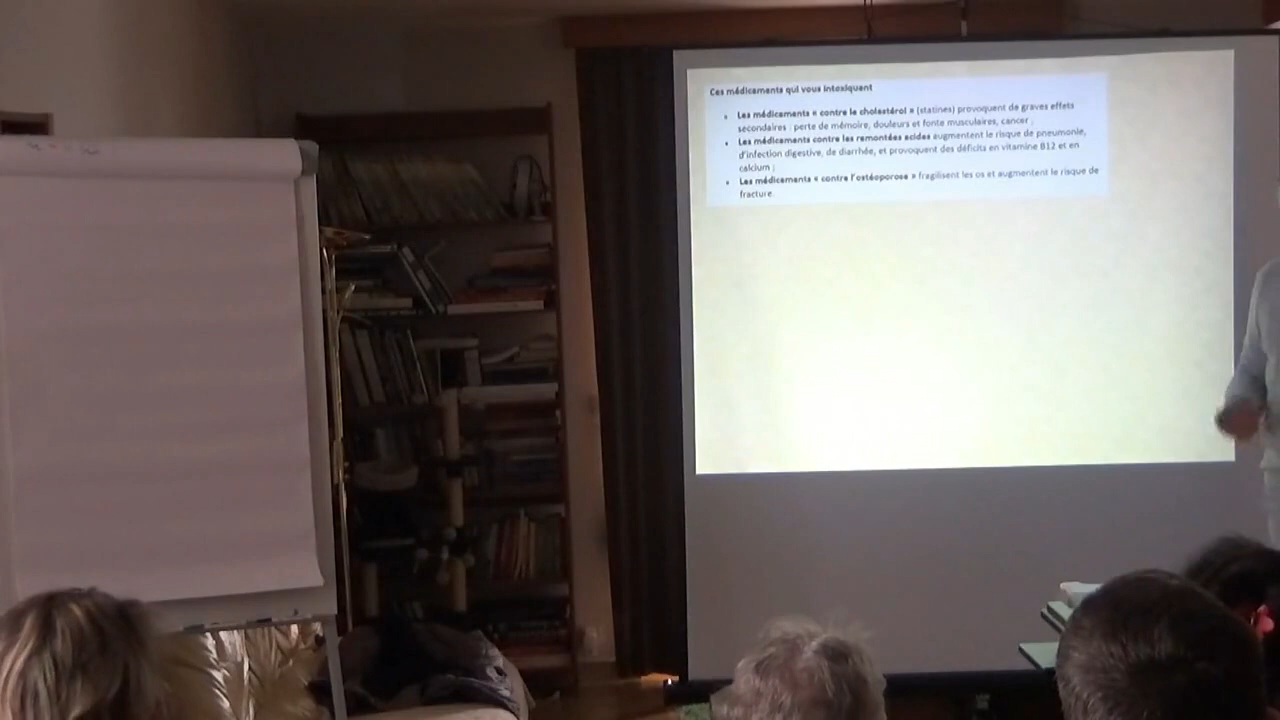 Ces médicaments qui vous intoxiquent
Les médicaments « contre le cholestérol » (statines) provoquent de graves effets
secondaires : perte de mémoire, douleurs et fonte musculaires, cancer ;
Les médicaments contre les remontées acides augmentent le risque de pneumonie,
d'infection digestive, de diarrhée, et provoquent des déficits en vitamine B12 et en
calcium ;
Les médicaments « contre l'ostéoporose » fragilisent les os et augmentent le risque de
fracture.